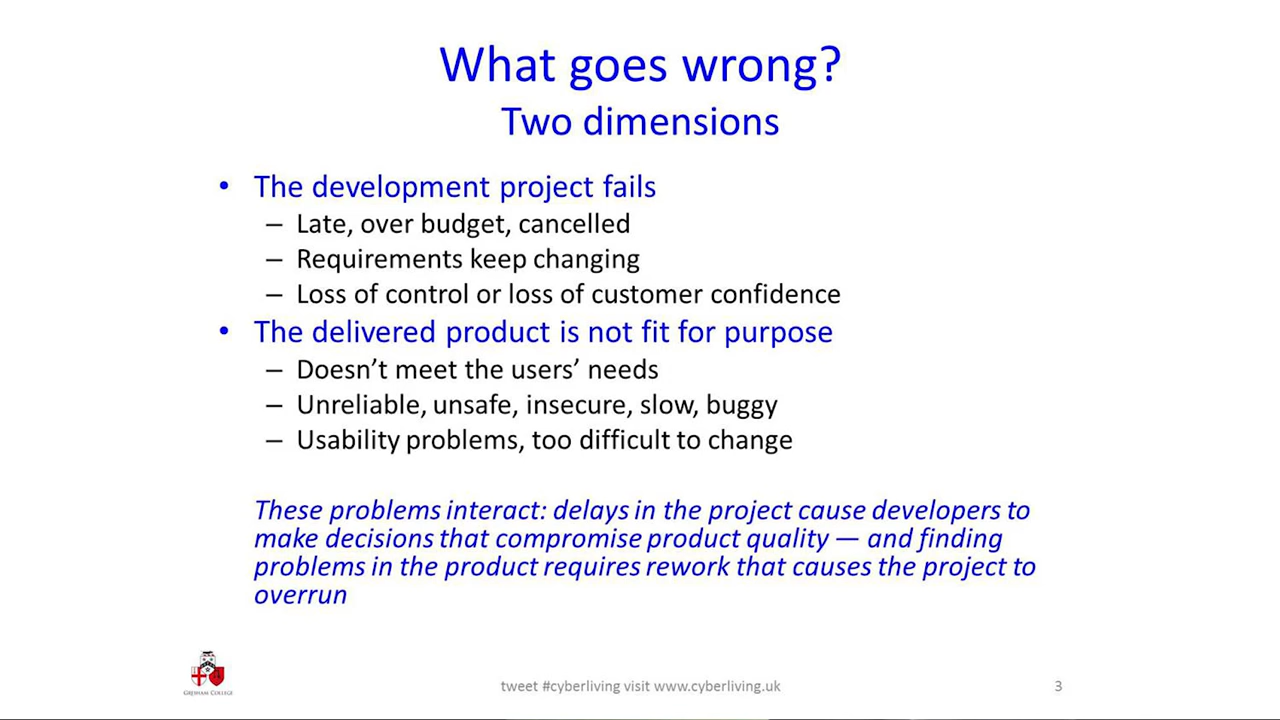 What goes wrong?
Two dimensions
• The development project fails
– Late, over budget, cancelled
– Requirements keep changing
– Loss of control or loss of customer confidence
• The delivered product is not fit for purpose
– Doesn’t meet the users’ needs
– Unreliable, unsafe, insecure, slow, buggy
– Usability problems, too difficult to change
These problems interact: delays in the project cause developers to
make decisions that compromise product quality — and finding
problems in the product requires rework that causes the project to
overrun
GRESHAM COLLEGE
tweet #cyberliving visit www.cyberliving.uk
3